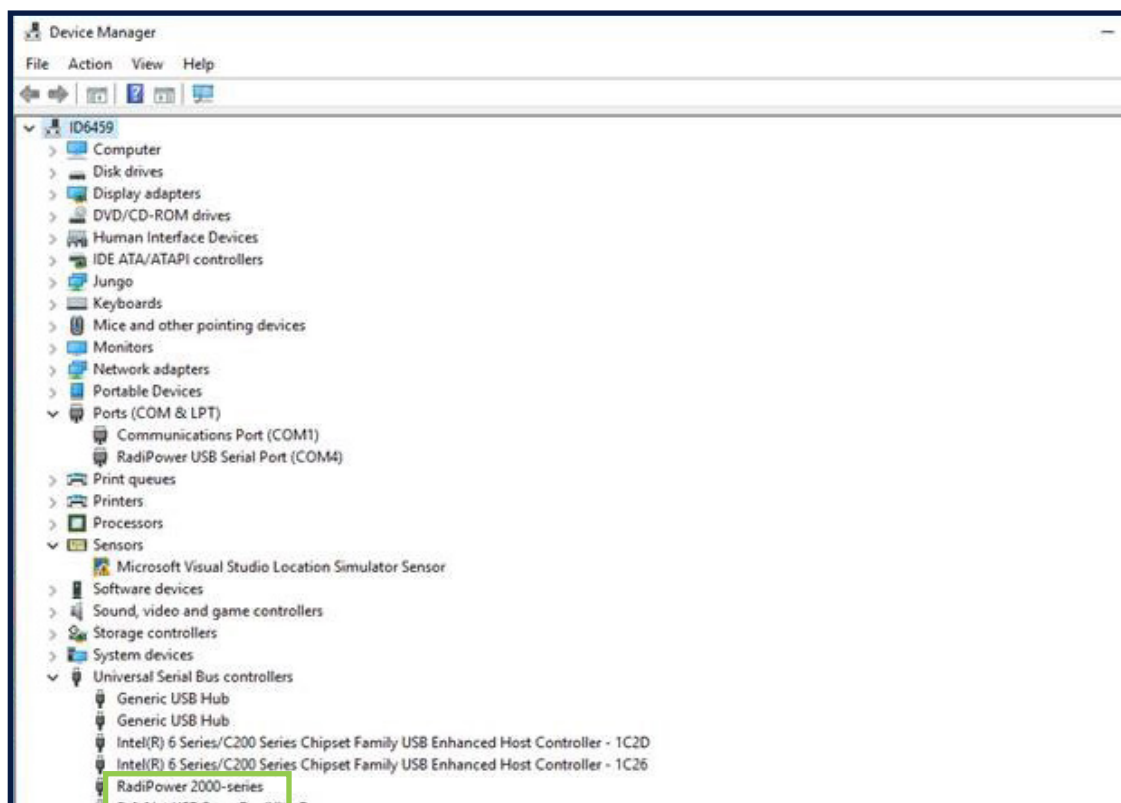 Device Manager
File Action View Help
ID6459
Computer
Disk drives
Display adapters
DVD/CD-ROM drives
Human Interface Devices
IDE ATA/ATAPI controllers
Jungo
Keyboards
Mice and other pointing devices
Monitors
Network adapters
Portable Devices
Ports (COM & LPT)
Communications Port (COM1)
RadiPower USB Serial Port (COM4)
Print queues
Printers
Processors
Sensors
Microsoft Visual Studio Location Simulator Sensor
Software devices
Sound, video and game controllers
Storage controllers
System devices
Universal Serial Bus controllers
Generic USB Hub
Generic USB Hub
Intel(R) 6 Series/C200 Series Chipset Family USB Enhanced Host Controller - 1C2D
Intel(R) 6 Series/C200 Series Chipset Family USB Enhanced Host Controller - 1C26
RadiPower 2000-series